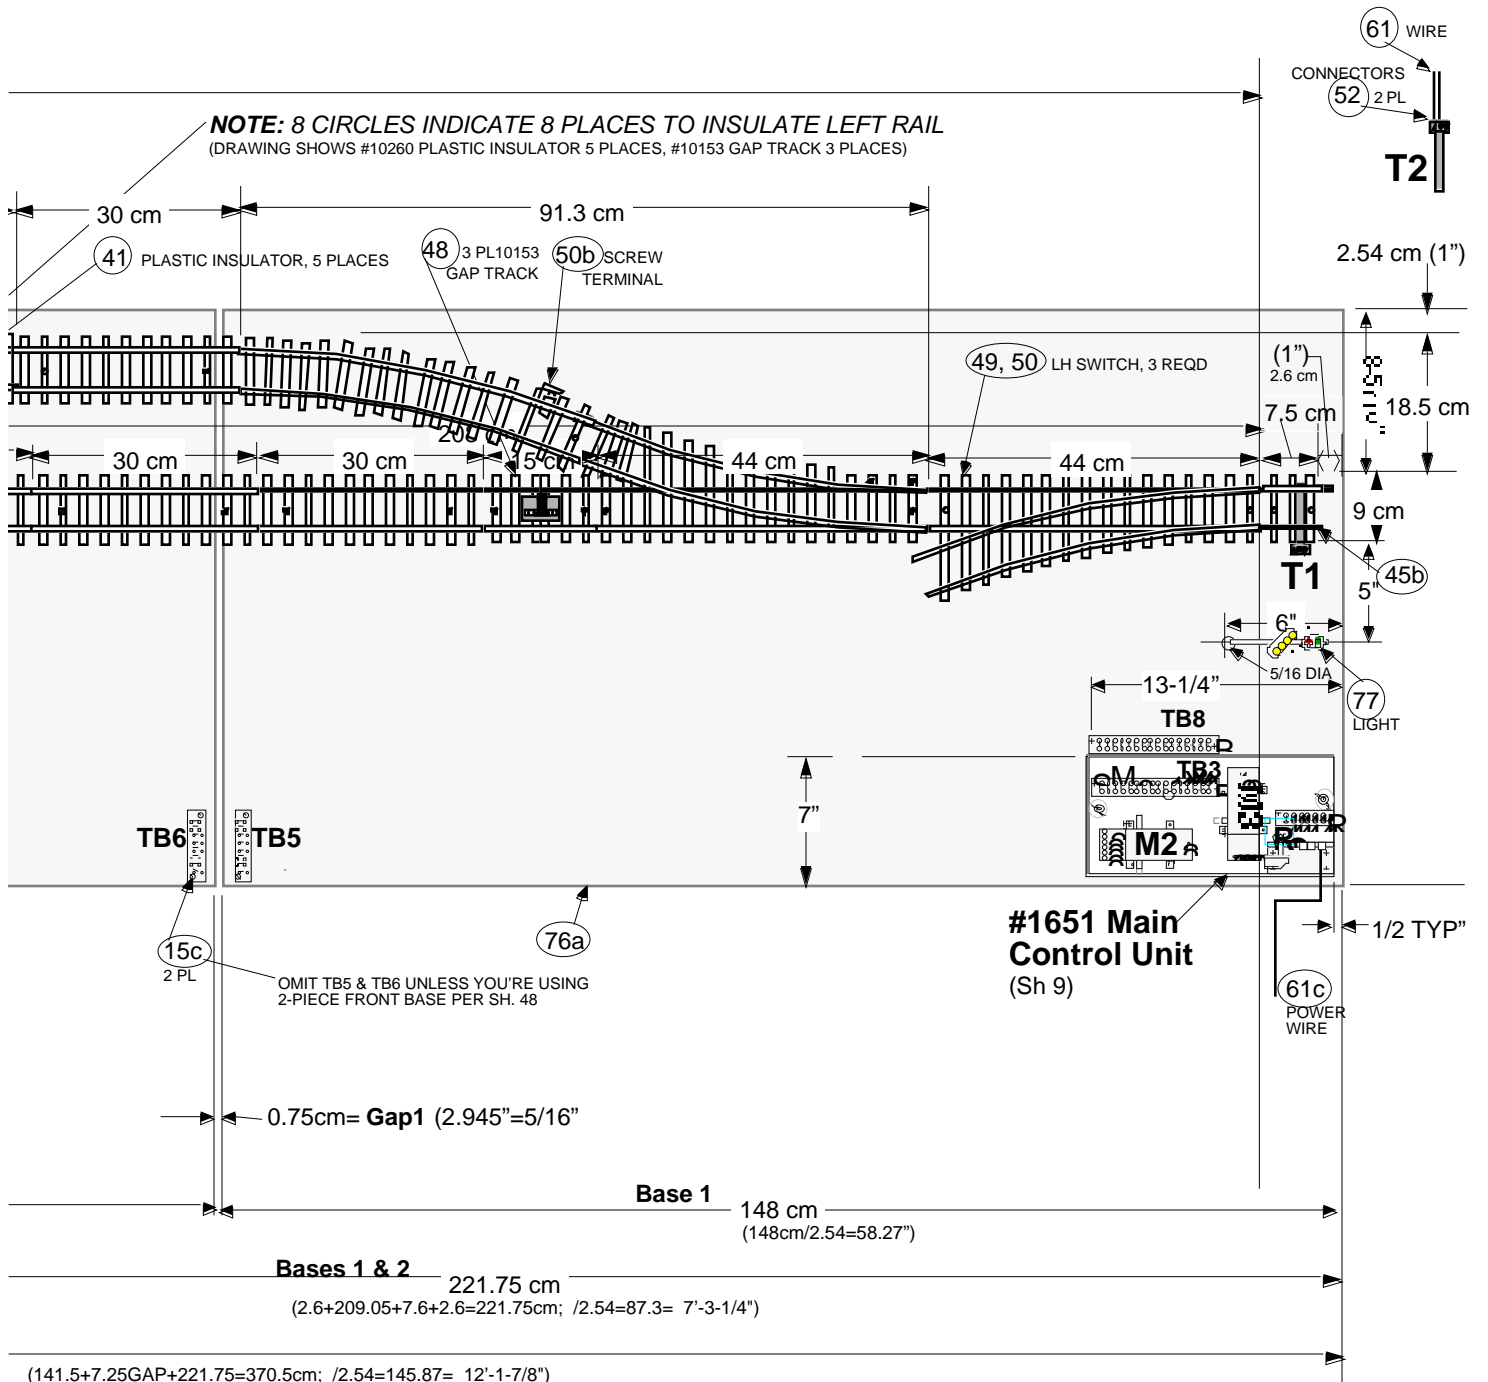 61 WIRE
CONNECTORS
52 2 PL
T2
NOTE: 8 CIRCLES INDICATE 8 PLACES TO INSULATE LEFT RAIL
(DRAWING SHOWS #10260 PLASTIC INSULATOR 5 PLACES, #10153 GAP TRACK 3 PLACES)
30 cm
91.3 cm
41 PLASTIC INSULATOR, 5 PLACES
48 3 PL10153
GAP TRACK
50b SCREW
TERMINAL
2.54 cm (1”)
49, 50 LH SWITCH, 3 REQD
(1”)
2.6 cm
7.5 cm
18.5 cm
30 cm
30 cm
15 cm
44 cm
44 cm
9 cm
T1
45b
5"
6"
5/16 DIA
77
LIGHT
13-1/4”
TB8
TB3
7”
TB6
TB5
M2
#1651 Main
Control Unit
(Sh 9)
1/2 TYP”
15c
2 PL
76a
OMIT TB5 & TB6 UNLESS YOU'RE USING
2-PIECE FRONT BASE PER SH. 48
61c
POWER
WIRE
0.75cm= Gap1 (2.945”=5/16”
Base 1
148 cm
(148cm/2.54=58.27”)
Bases 1 & 2
221.75 cm
(2.6+209.05+7.6+2.6=221.75cm; /2.54=87.3= 7’-3-1/4")
(141.5+7.25GAP+221.75=370.5cm; /2.54=145.87= 12’-1-7/8")